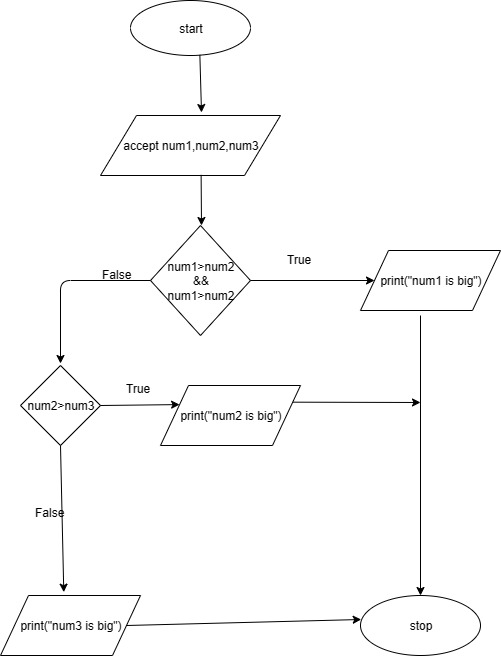 start
accept num1,num2,num3
num1>num2
&&
num1>num2
True
print("num1 is big")
False
num2>num3
True
print("num2 is big")
False
print("num3 is big")
stop